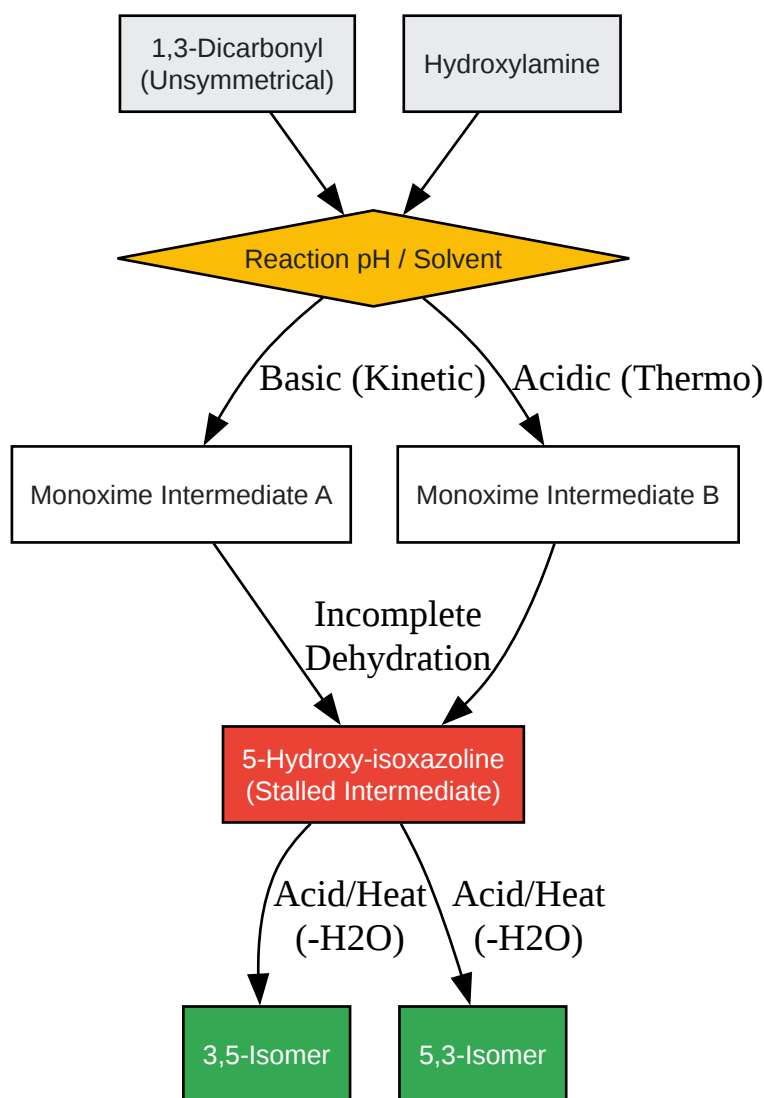 1,3-Dicarbonyl
(Unsymmetrical)
Hydroxylamine
Reaction pH / Solvent
Basic (Kinetic)
Acidic (Thermo)
Monoxime Intermediate A
Monoxime Intermediate B
Incomplete
Dehydration
5-Hydroxy-isoxazoline
(Stalled Intermediate)
Acid/Heat
(-H2O)
Acid/Heat
(-H2O)
3,5-Isomer
5,3-Isomer